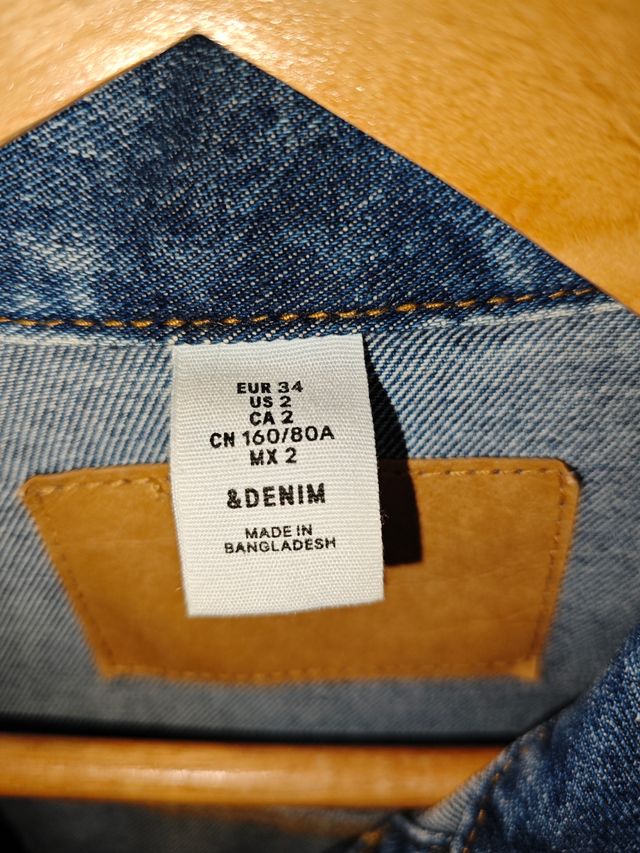 EUR 34
US 2
CA 2
CN 160/80A
MX 2
&DENIM
MADE IN
BANGLADESH